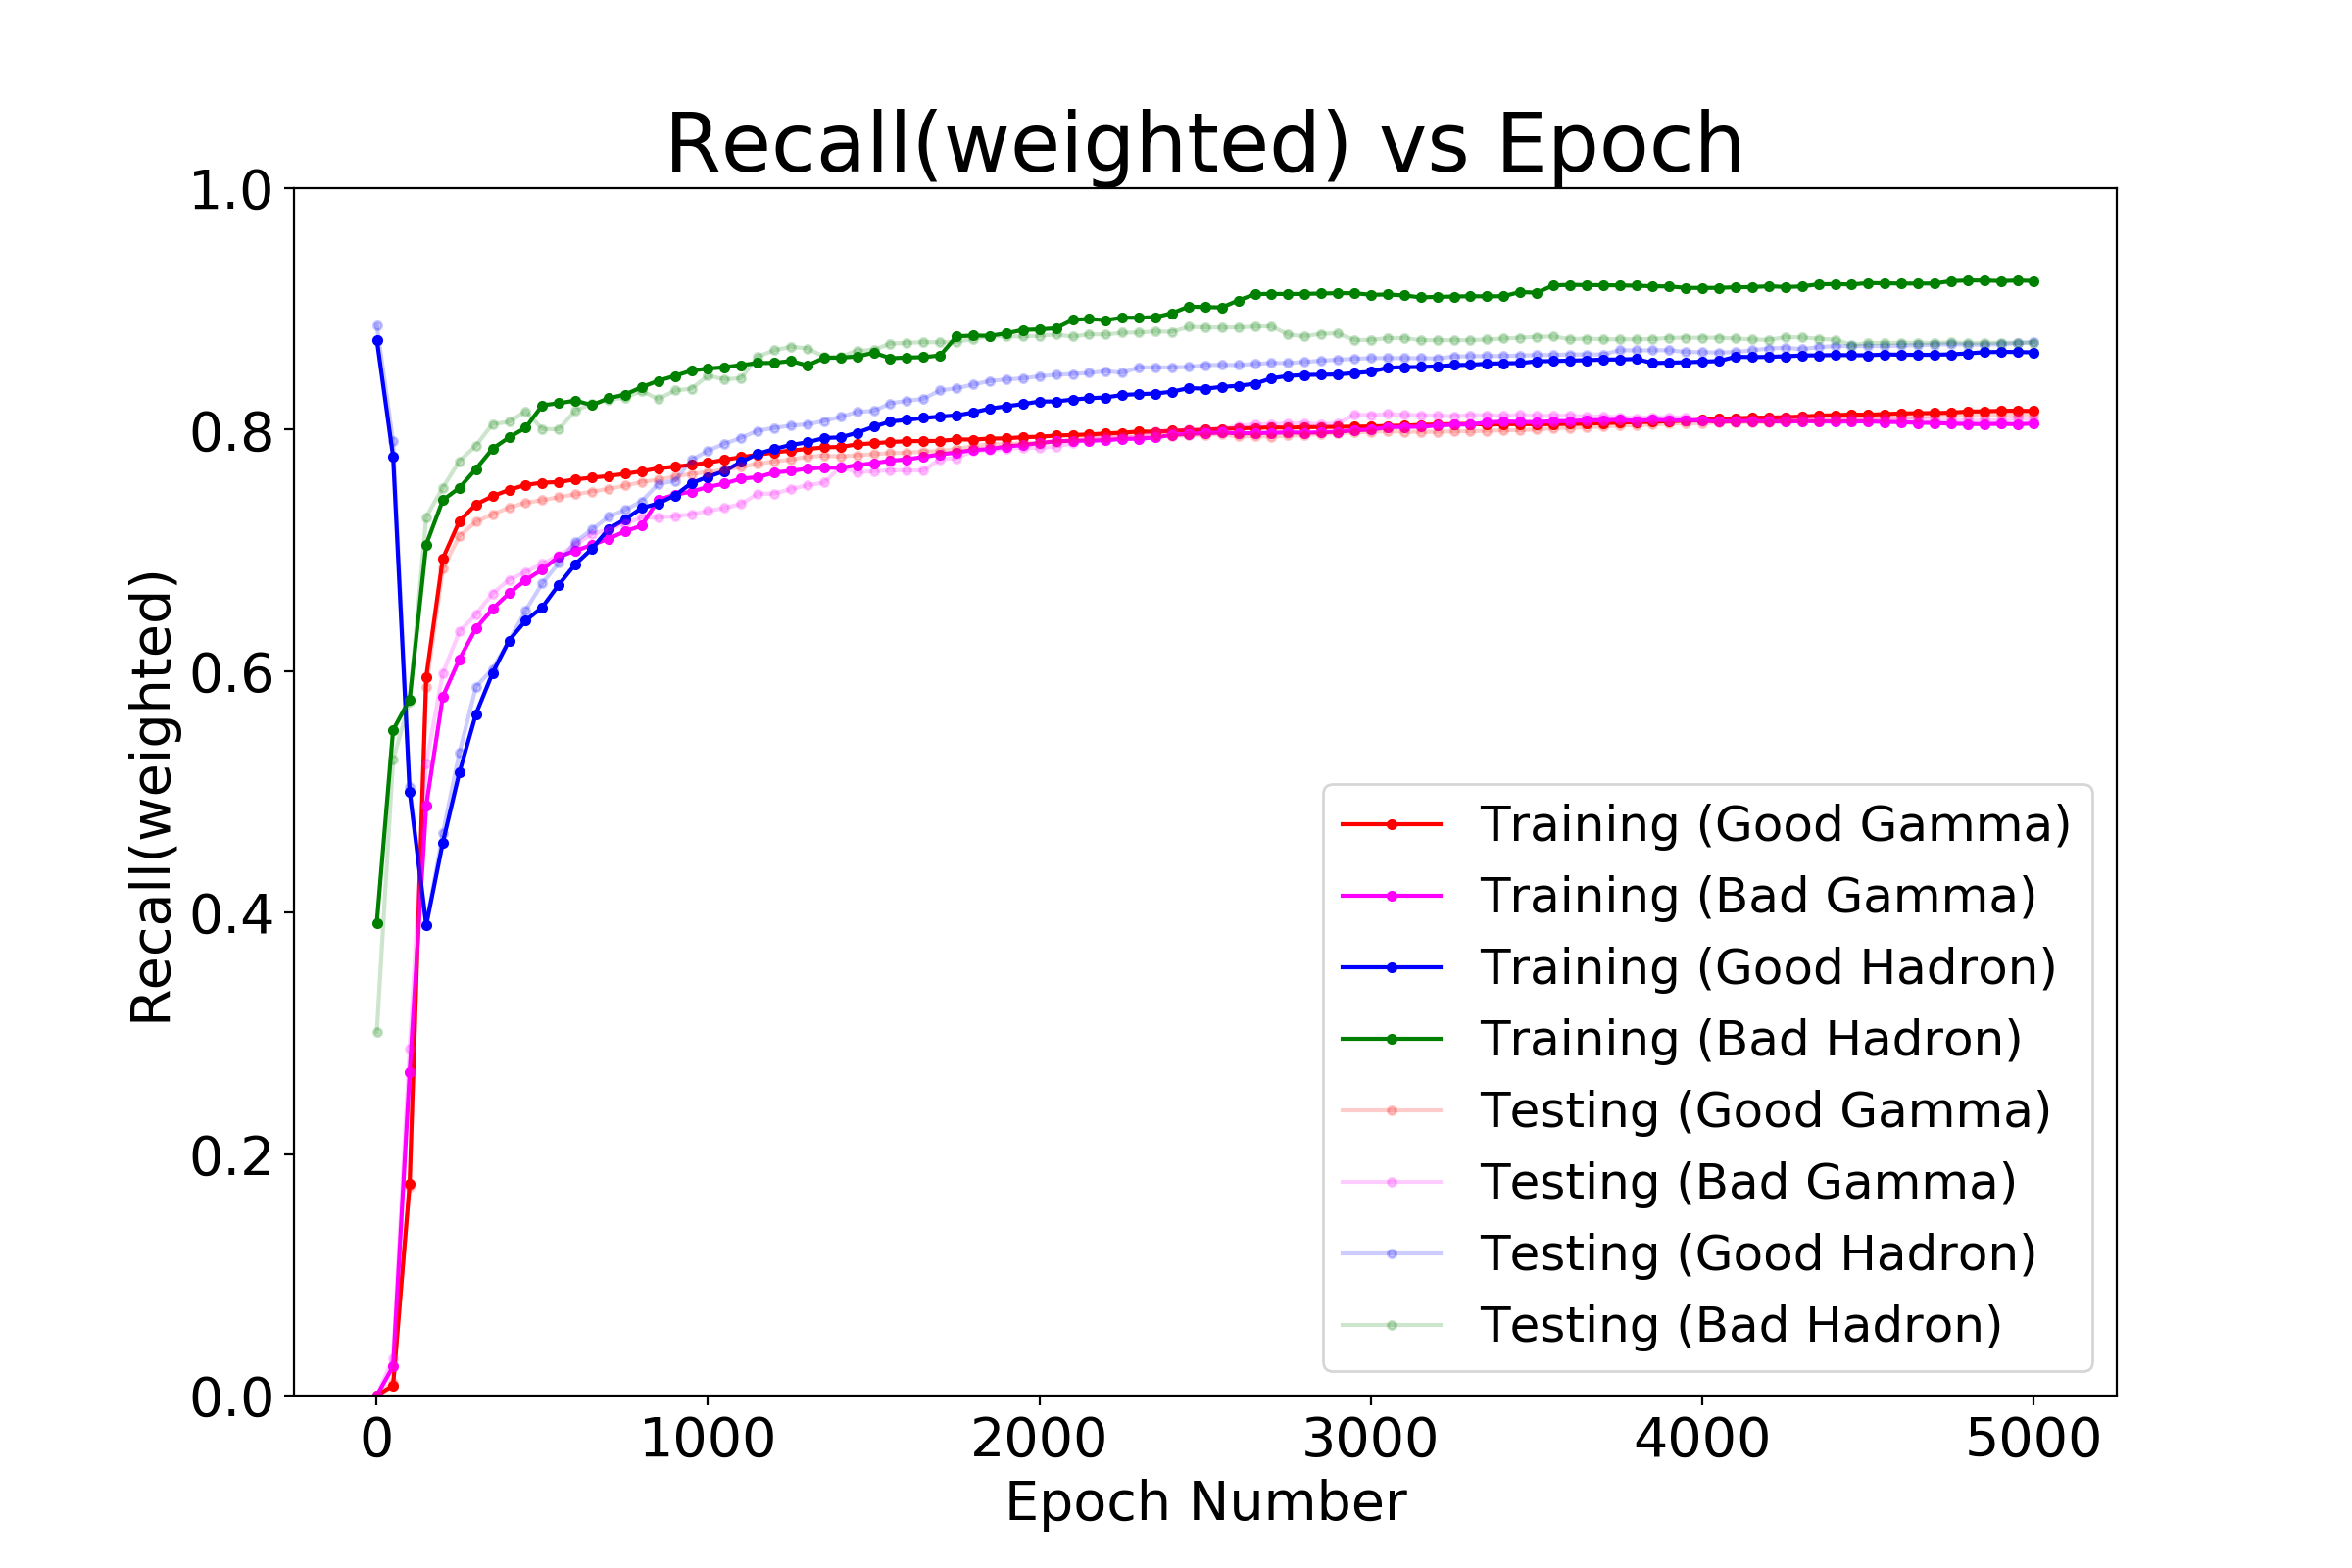 Recall(weighted) vs Epoch
1.0
0.8
0.6
0.4
0.2
0.0
Recall(weighted)
0 1000 2000 3000 4000 5000
Epoch Number
Training (Good Gamma)
Training (Bad Gamma)
Training (Good Hadron)
Training (Bad Hadron)
Testing (Good Gamma)
Testing (Bad Gamma)
Testing (Good Hadron)
Testing (Bad Hadron)